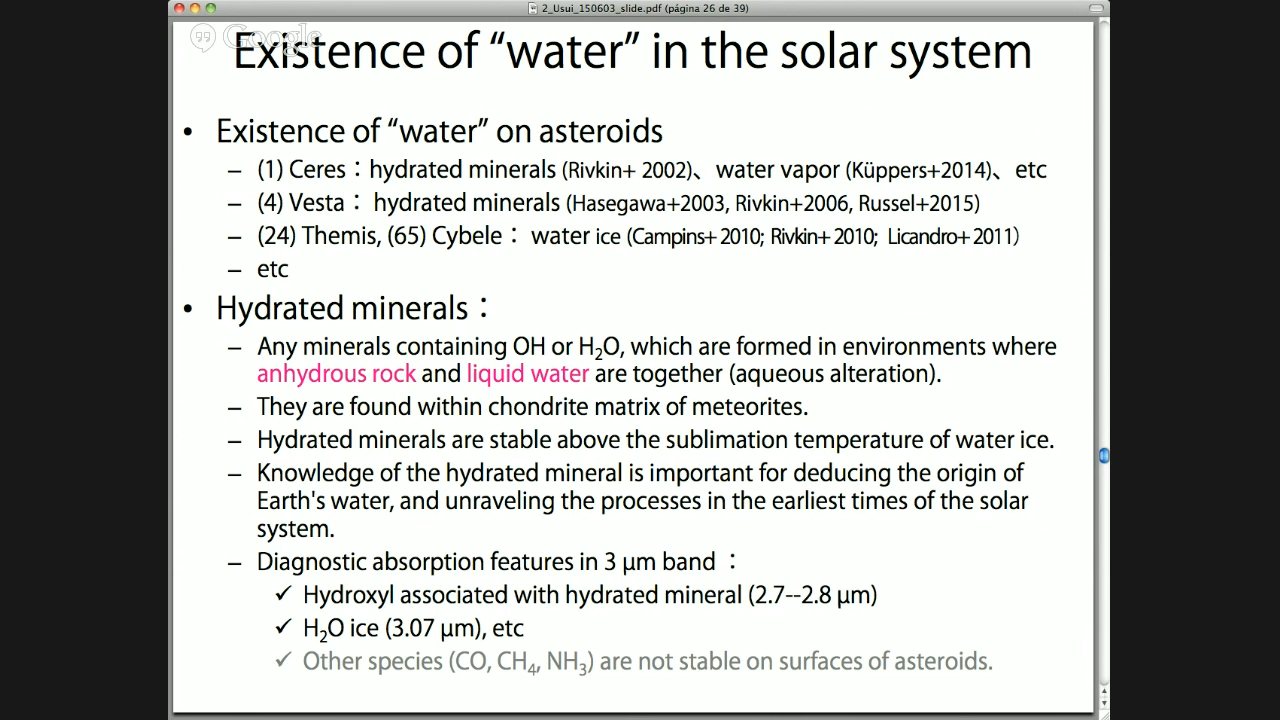 2_Usui_150603_slide.pdf (página 26 de 39)
Google
Existence of “water” in the solar system
• Existence of “water” on asteroids
– (1) Ceres：hydrated minerals (Rivkin+ 2002)、water vapor (Küppers+2014)、etc
– (4) Vesta： hydrated minerals (Hasegawa+2003, Rivkin+2006, Russel+2015)
– (24) Themis, (65) Cybele： water ice (Campins+ 2010; Rivkin+ 2010; Licandro+ 2011）
– etc
• Hydrated minerals：
– Any minerals containing OH or H₂O, which are formed in environments where
anhydrous rock and liquid water are together (aqueous alteration).
– They are found within chondrite matrix of meteorites.
– Hydrated minerals are stable above the sublimation temperature of water ice.
– Knowledge of the hydrated mineral is important for deducing the origin of
Earth's water, and unraveling the processes in the earliest times of the solar
system.
– Diagnostic absorption features in 3 μm band ：
✓ Hydroxyl associated with hydrated mineral (2.7--2.8 μm)
✓ H₂O ice (3.07 μm), etc
✓ Other species (CO, CH₄, NH₃) are not stable on surfaces of asteroids.